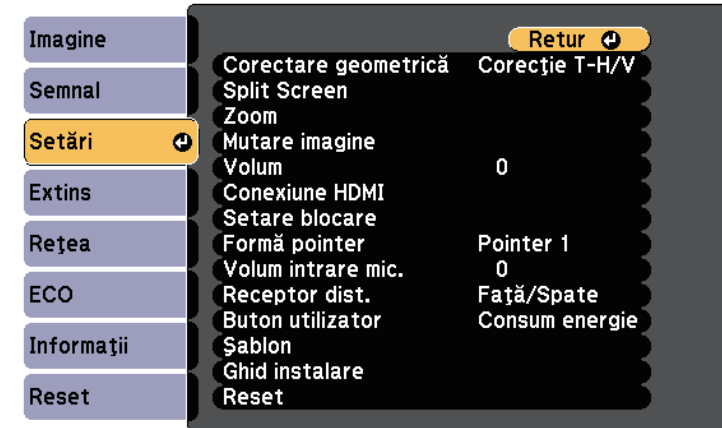 Imagine
Semnal
Setări
Extins
Reţea
ECO
Informaţii
Reset
Retur
Corectare geometrică Corecţie T-H/V
Split Screen
Zoom
Mutare imagine
Volum 0
Conexiune HDMI
Setare blocare
Formă pointer Pointer 1
Volum intrare mic. 0
Receptor dist. Faţă/Spate
Buton utilizator Consum energie
Şablon
Ghid instalare
Reset